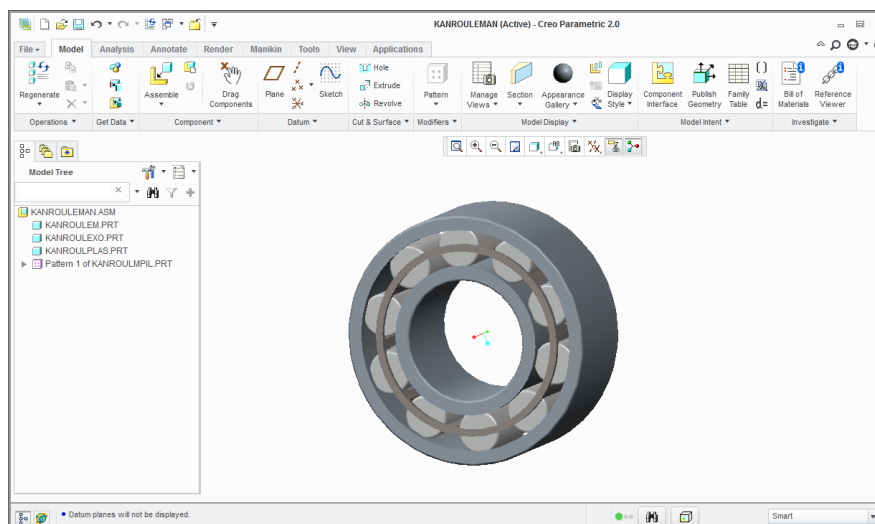 KANROULEMAN (Active) - Creo Parametric 2.0
File Model Analysis Annotate Render Manikin Tools View Applications
Regenerate
Operations
Get Data
Assemble
Drag Components
Component
Plane
Sketch
Datum
Hole
Extrude
Revolve
Cut & Surface
Pattern
Modifiers
Manage Views
Section
Appearance Gallery
Display Style
Model Display
Component Interface
Publish Geometry
Family Table
d=
Model Intent
Bill of Materials
Reference Viewer
Investigate
Model Tree
KANROULEMAN.ASM
KANROULEM.PRT
KANROULEXO.PRT
KANROULPLAS.PRT
Pattern 1 of KANROULMPIL.PRT
Datum planes will not be displayed.
Smart